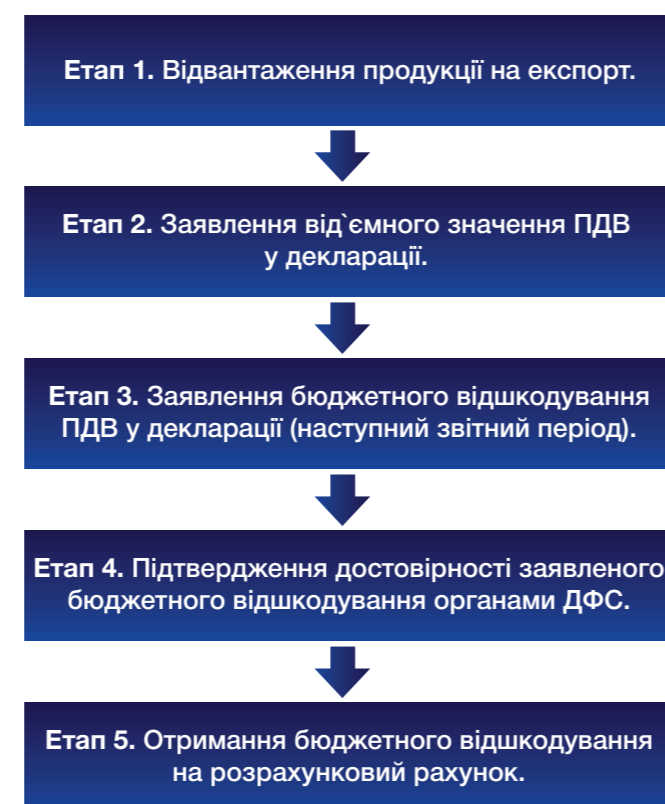 Етап 1. Відвантаження продукції на експорт.
Етап 2. Заявлення від`ємного значення ПДВ
у декларації.
Етап 3. Заявлення бюджетного відшкодування
ПДВ у декларації (наступний звітний період).
Етап 4. Підтвердження достовірності заявленого
бюджетного відшкодування органами ДФС.
Етап 5. Отримання бюджетного відшкодування
на розрахунковий рахунок.